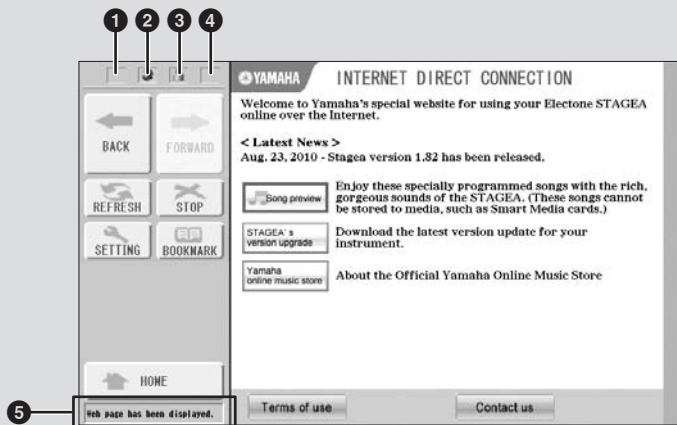 1 2 3 4
YAMAHA INTERNET DIRECT CONNECTION
BACK
FORWARD
REFRESH
STOP
SETTING
BOOKMARK
HOME
5
Web page has been displayed.
Welcome to Yamaha's special website for using your Electone STAGEA
online over the Internet.
< Latest News >
Aug. 23, 2010 - Stagea version 1.82 has been released.
Song preview
Enjoy these specially programmed songs with the rich,
gorgeous sounds of the STAGEA. (These songs cannot
be stored to media, such as Smart Media cards.)
STAGEA' s
version upgrade
Download the latest version update for your
instrument.
Yamaha
online music store
About the Official Yamaha Online Music Store
Terms of use
Contact us